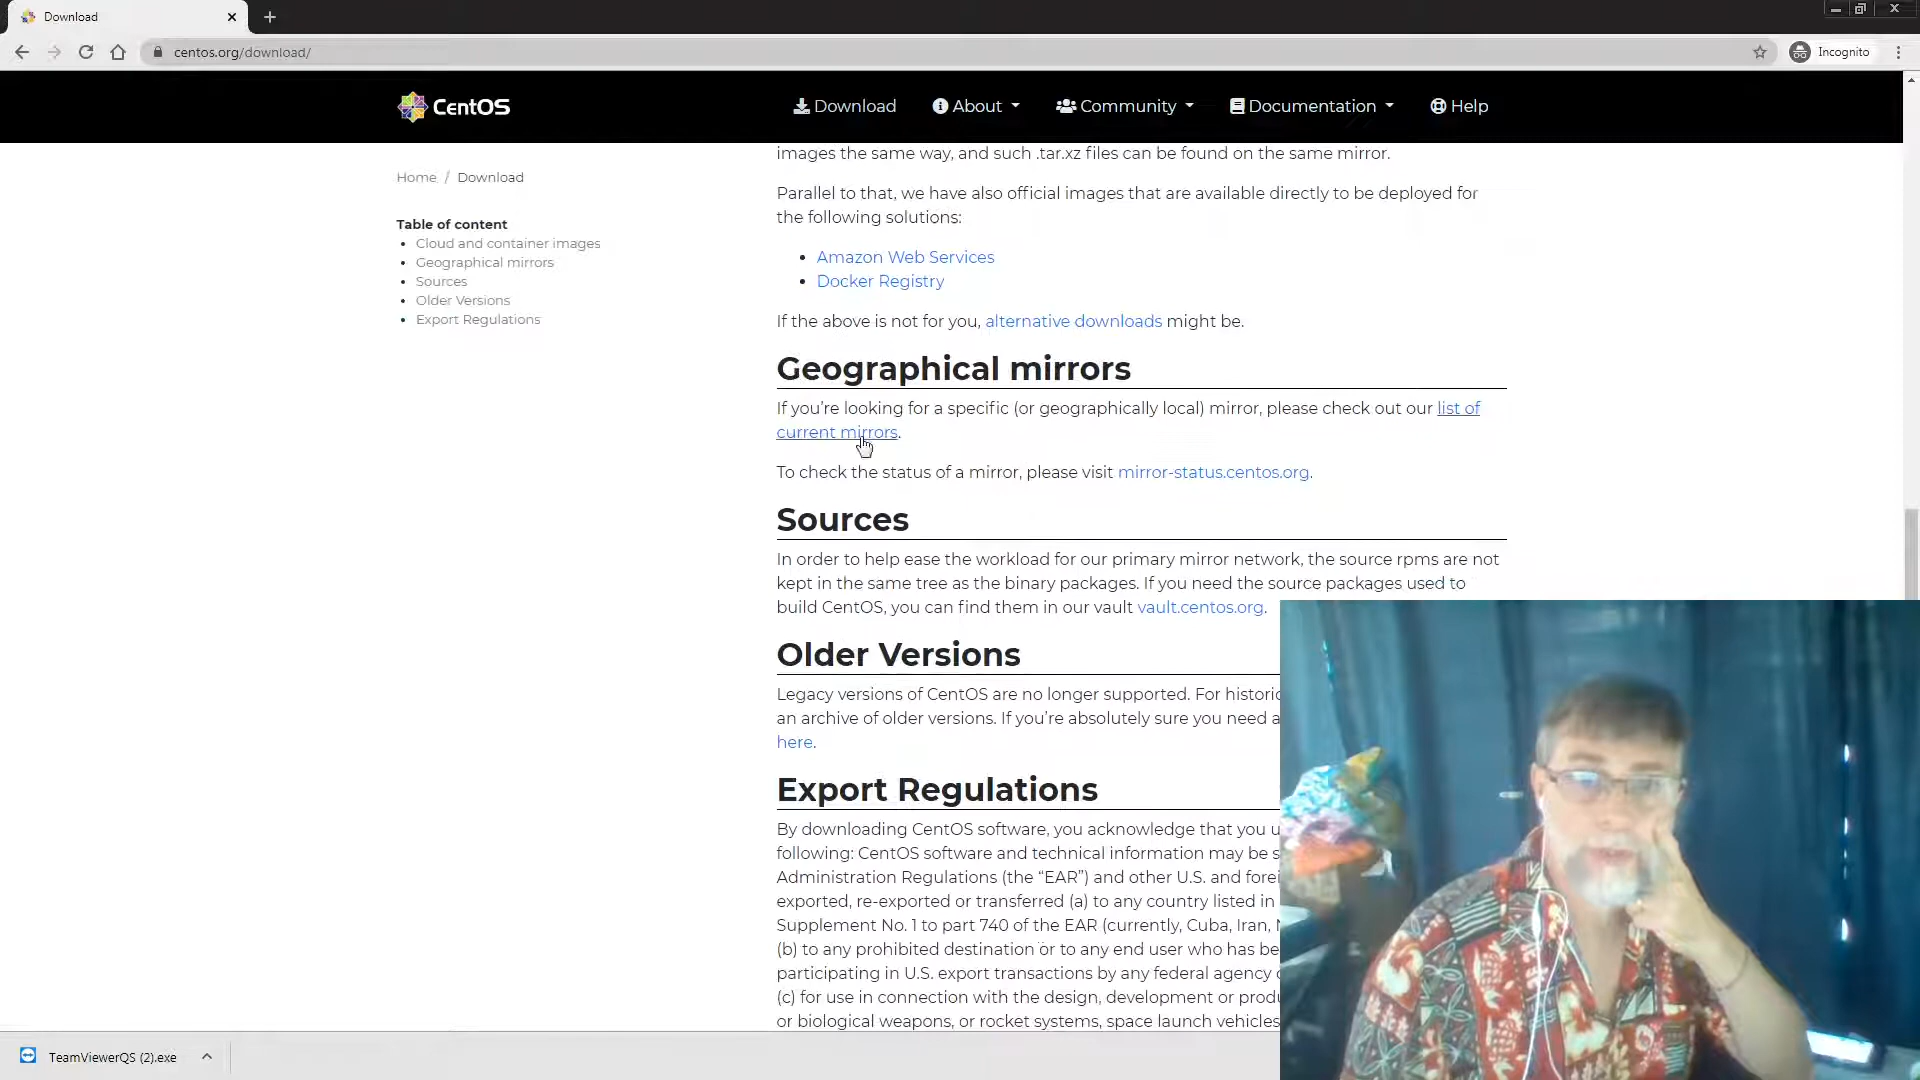 Download
centos.org/download/
Incognito
CentOS
Download
About
Community
Documentation
Help
Home / Download
Table of content
Cloud and container images
Geographical mirrors
Sources
Older Versions
Export Regulations
images the same way, and such .tar.xz files can be found on the same mirror.
Parallel to that, we have also official images that are available directly to be deployed for
the following solutions:
Amazon Web Services
Docker Registry
If the above is not for you, alternative downloads might be.
Geographical mirrors
If you’re looking for a specific (or geographically local) mirror, please check out our list of
current mirrors.
To check the status of a mirror, please visit mirror-status.centos.org.
Sources
In order to help ease the workload for our primary mirror network, the source rpms are not
kept in the same tree as the binary packages. If you need the source packages used to
build CentOS, you can find them in our vault vault.centos.org.
Older Versions
Legacy versions of CentOS are no longer supported. For historic
an archive of older versions. If you’re absolutely sure you need a
here.
Export Regulations
By downloading CentOS software, you acknowledge that you u
following: CentOS software and technical information may be s
Administration Regulations (the “EAR”) and other U.S. and forei
exported, re-exported or transferred (a) to any country listed in
Supplement No. 1 to part 740 of the EAR (currently, Cuba, Iran, N
(b) to any prohibited destination or to any end user who has be
participating in U.S. export transactions by any federal agency o
(c) for use in connection with the design, development or produ
or biological weapons, or rocket systems, space launch vehicles
TeamViewerQS (2).exe